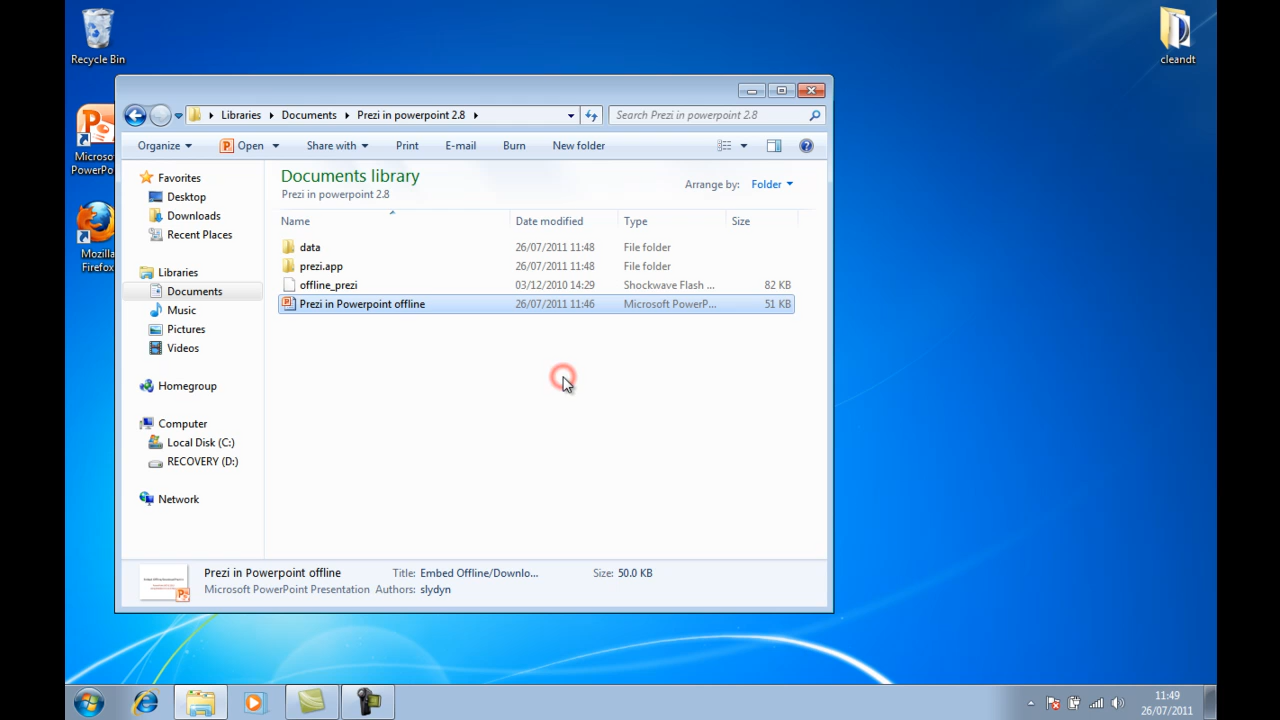 Recycle Bin
cleandt
Microso
PowerPo
Mozilla
Firefox
Libraries Documents Prezi in powerpoint 2.8
Search Prezi in powerpoint 2.8
Organize Open Share with Print E-mail Burn New folder
Favorites
Desktop
Downloads
Recent Places
Libraries
Documents
Music
Pictures
Videos
Homegroup
Computer
Local Disk (C:)
RECOVERY (D:)
Network
Documents library
Prezi in powerpoint 2.8
Arrange by: Folder
Name Date modified Type Size
data 26/07/2011 11:48 File folder
prezi.app 26/07/2011 11:48 File folder
offline_prezi 03/12/2010 14:29 Shockwave Flash ... 82 KB
Prezi in Powerpoint offline 26/07/2011 11:46 Microsoft PowerP... 51 KB
Prezi in Powerpoint offline Title: Embed Offline/Downlo... Size: 50.0 KB
Microsoft PowerPoint Presentation Authors: slydyn
11:49
26/07/2011